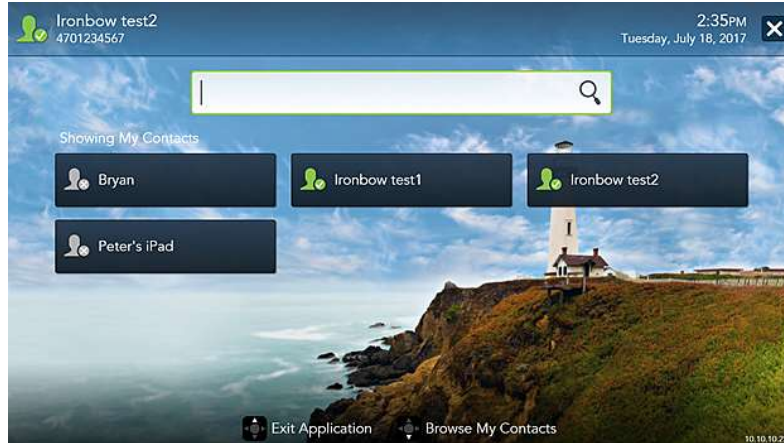 Ironbow test2
4701234567
2:35PM
Tuesday, July 18, 2017
Showing My Contacts
Bryan
Ironbow test1
Ironbow test2
Peter's iPad
Exit Application
Browse My Contacts